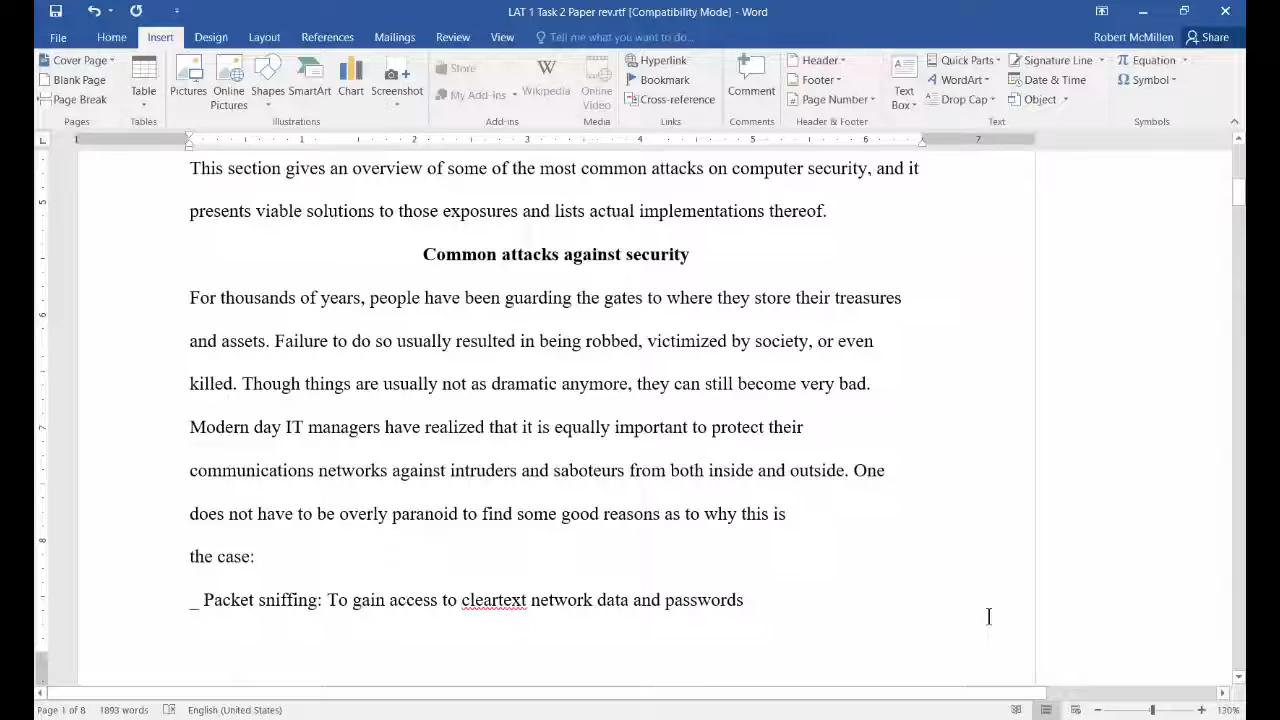 LAT 1 Task 2 Paper rev.rtf [Compatibility Mode] - Word
File Home Insert Design Layout References Mailings Review View Tell me what you want to do... Robert McMillen Share
Cover Page
Blank Page
Page Break
Pages
Table
Tables
Pictures
Online Pictures
Shapes
SmartArt
Chart
Screenshot
Illustrations
Store
My Add-ins
Wikipedia
Add-ins
Online Video
Media
Hyperlink
Bookmark
Cross-reference
Links
Comment
Comments
Header
Footer
Page Number
Header & Footer
Text Box
Quick Parts
WordArt
Drop Cap
Signature Line
Date & Time
Object
Text
Equation
Symbol
Symbols
1 1 2 3 4 5 6 7
5
6
7
8
This section gives an overview of some of the most common attacks on computer security, and it
presents viable solutions to those exposures and lists actual implementations thereof.
Common attacks against security
For thousands of years, people have been guarding the gates to where they store their treasures
and assets. Failure to do so usually resulted in being robbed, victimized by society, or even
killed. Though things are usually not as dramatic anymore, they can still become very bad.
Modern day IT managers have realized that it is equally important to protect their
communications networks against intruders and saboteurs from both inside and outside. One
does not have to be overly paranoid to find some good reasons as to why this is
the case:
_ Packet sniffing: To gain access to cleartext network data and passwords
Page 1 of 8 1893 words English (United States) 130%